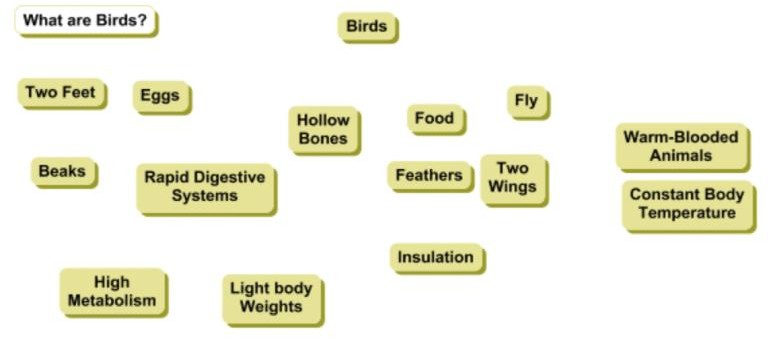 What are Birds?
Birds
Two Feet
Eggs
Hollow
Bones
Food
Fly
Warm-Blooded
Animals
Beaks
Rapid Digestive
Systems
Feathers
Two
Wings
Constant Body
Temperature
Insulation
High
Metabolism
Light body
Weights